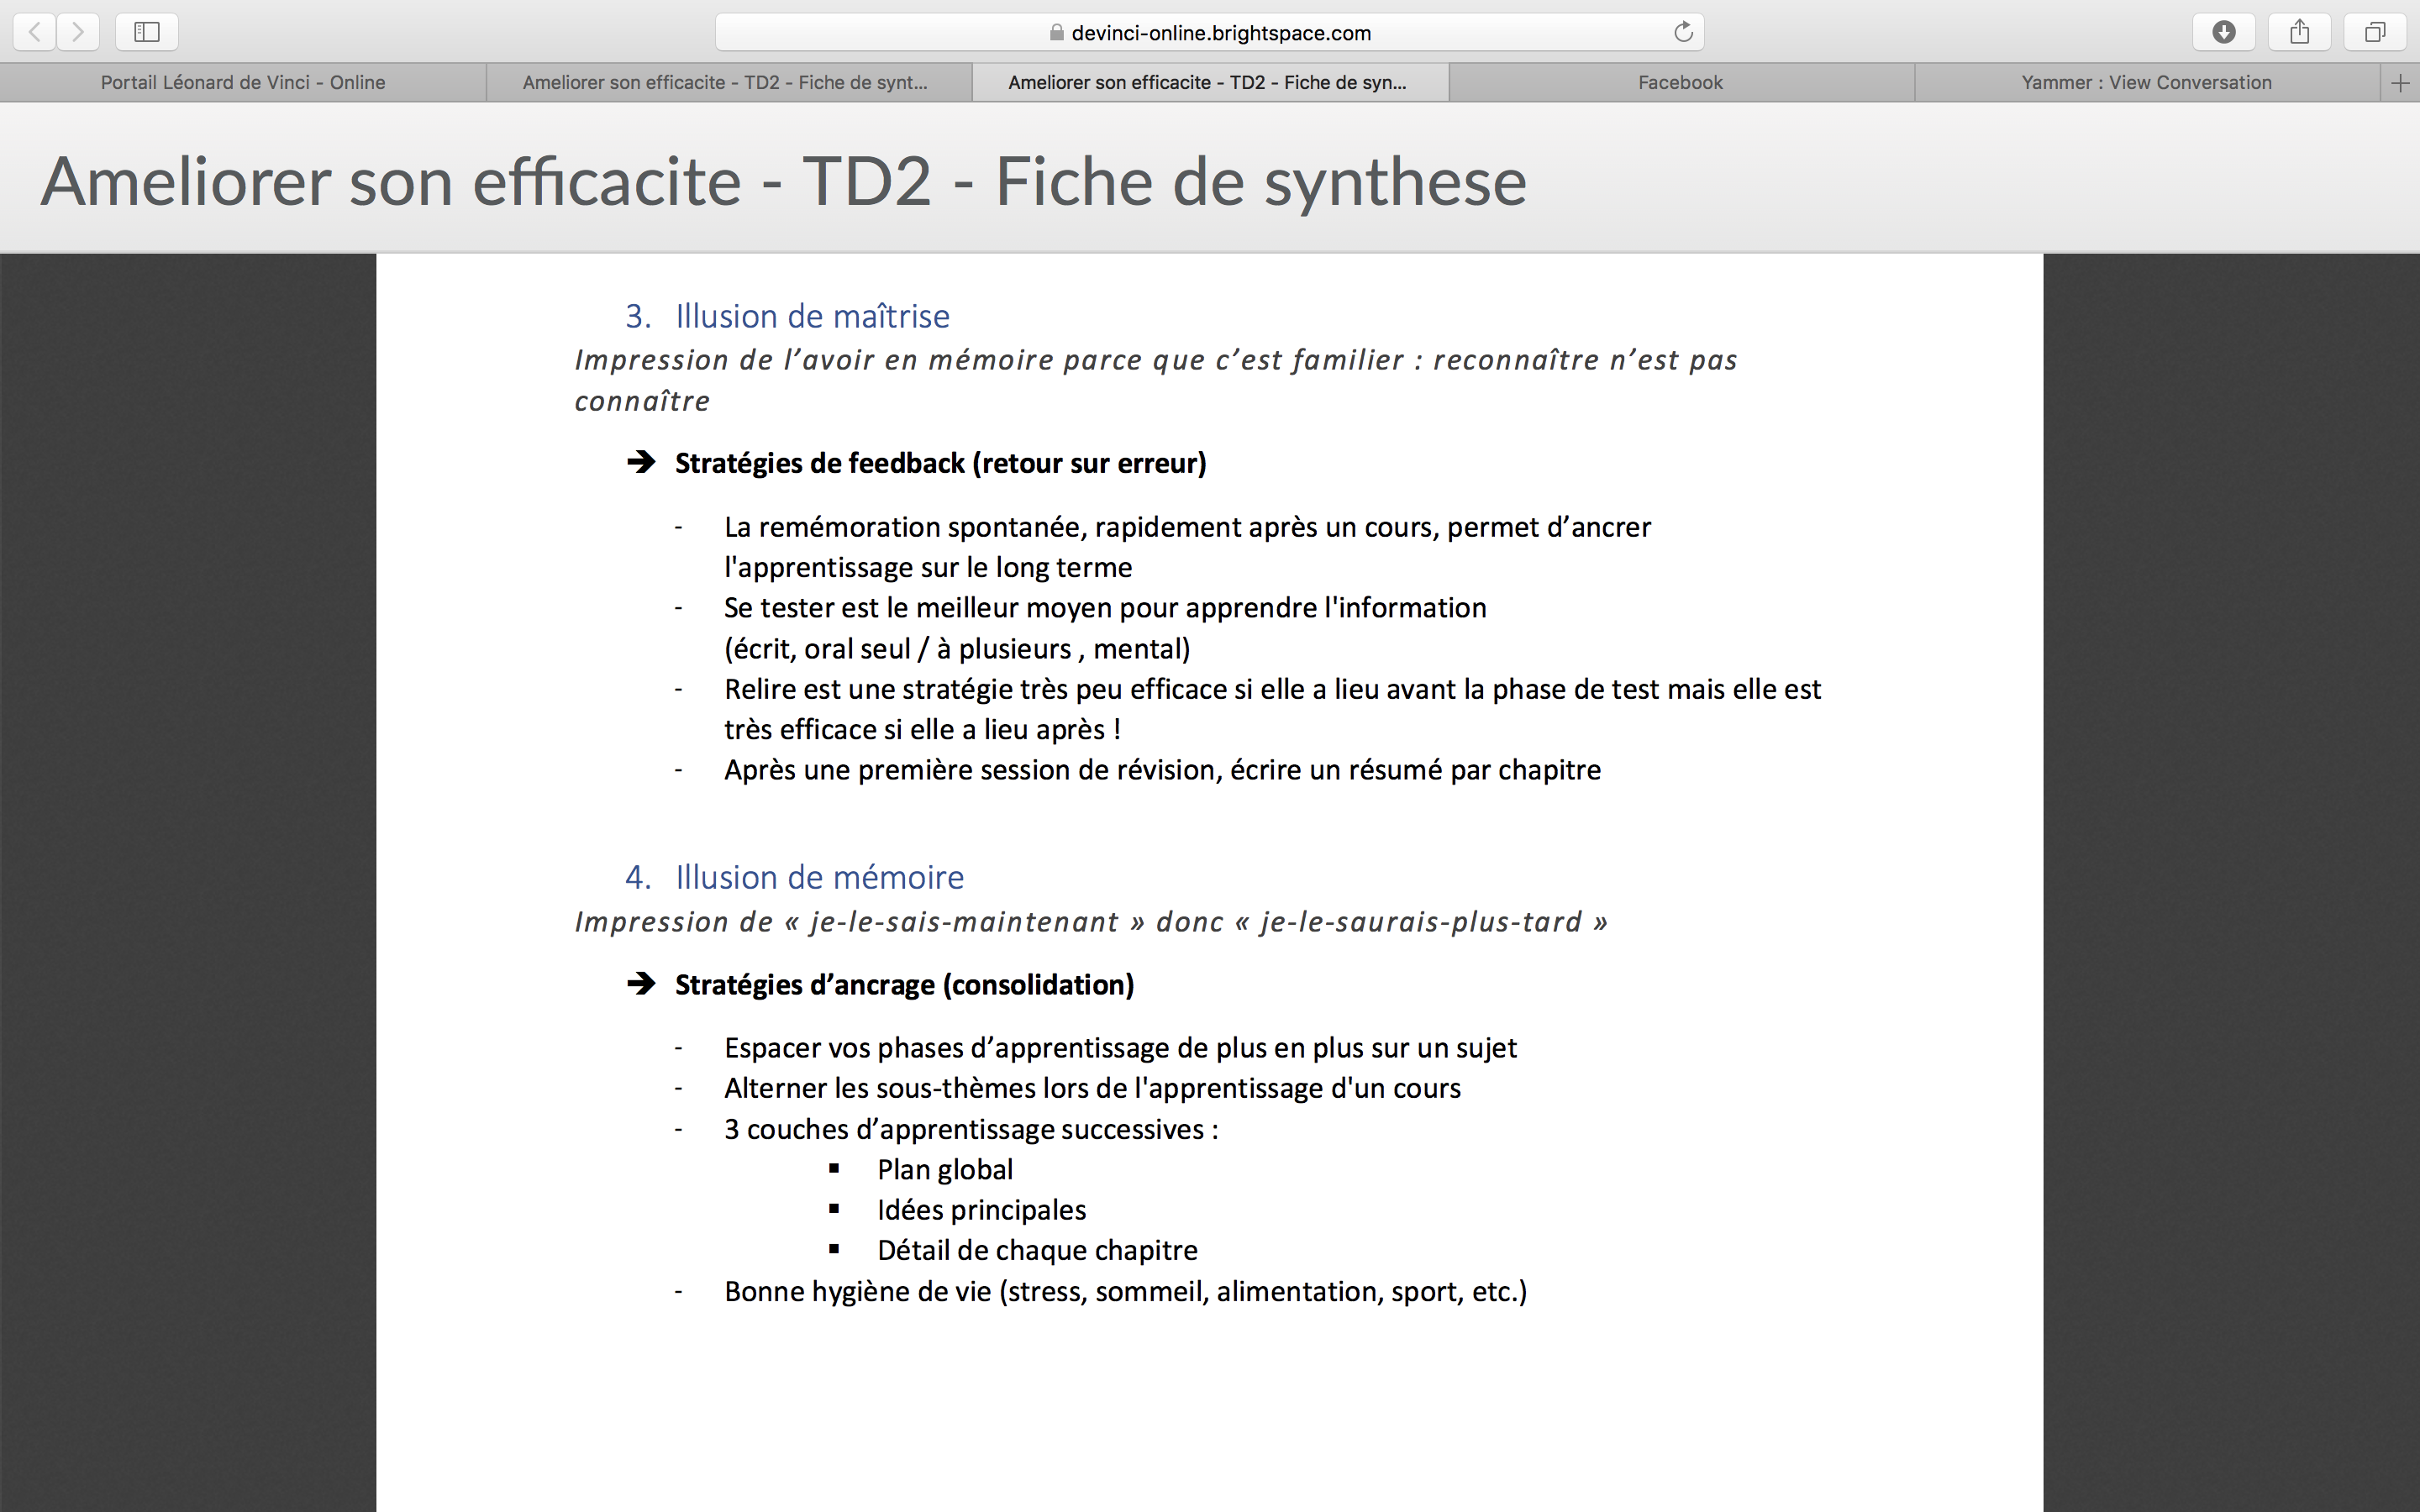 devinci-online.brightspace.com
Portail Léonard de Vinci - Online
Ameliorer son efficacite - TD2 - Fiche de synt...
Ameliorer son efficacite - TD2 - Fiche de syn...
Facebook
Yammer : View Conversation
Ameliorer son efficacite - TD2 - Fiche de synthese
3. Illusion de maîtrise
Impression de l’avoir en mémoire parce que c’est familier : reconnaître n’est pas
connaître
➔ Stratégies de feedback (retour sur erreur)
- La remémoration spontanée, rapidement après un cours, permet d’ancrer
l'apprentissage sur le long terme
- Se tester est le meilleur moyen pour apprendre l'information
(écrit, oral seul / à plusieurs , mental)
- Relire est une stratégie très peu efficace si elle a lieu avant la phase de test mais elle est
très efficace si elle a lieu après !
- Après une première session de révision, écrire un résumé par chapitre
4. Illusion de mémoire
Impression de « je-le-sais-maintenant » donc « je-le-saurais-plus-tard »
➔ Stratégies d’ancrage (consolidation)
- Espacer vos phases d’apprentissage de plus en plus sur un sujet
- Alterner les sous-thèmes lors de l'apprentissage d'un cours
- 3 couches d’apprentissage successives :
▪ Plan global
▪ Idées principales
▪ Détail de chaque chapitre
- Bonne hygiène de vie (stress, sommeil, alimentation, sport, etc.)